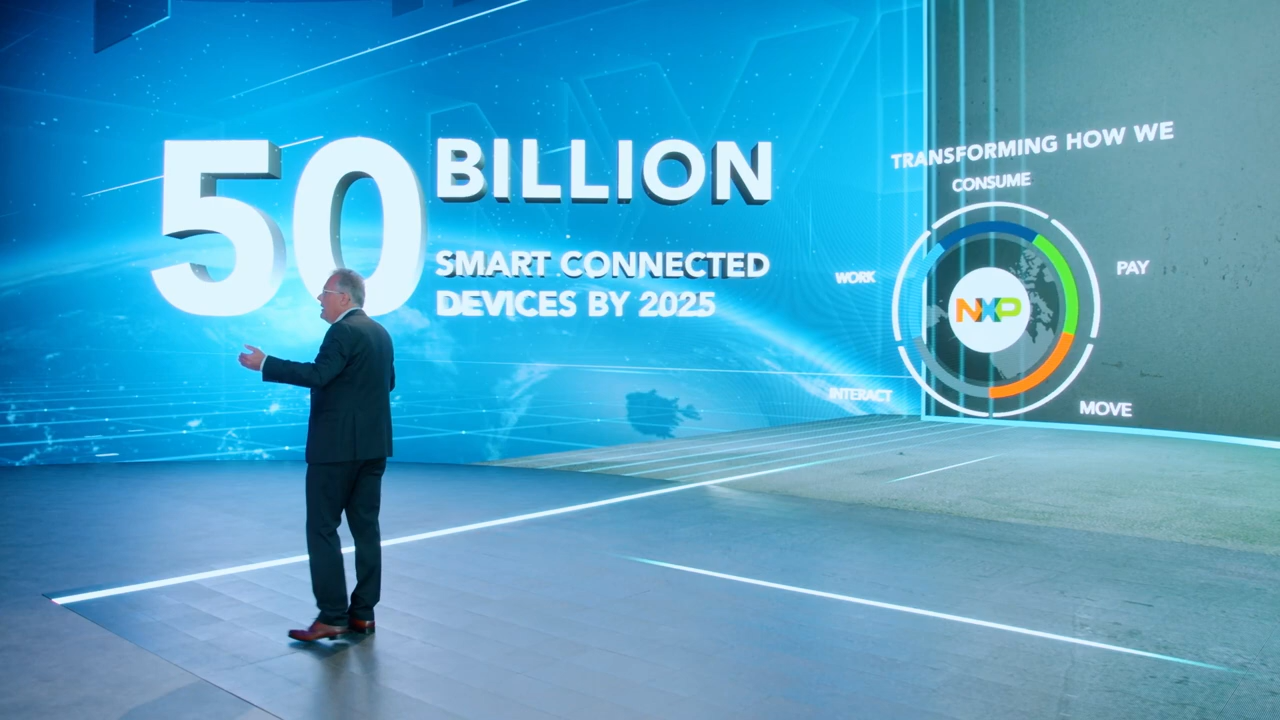 50 BILLION
SMART CONNECTED
DEVICES BY 2025
TRANSFORMING HOW WE
CONSUME
WORK
PAY
NXP
INTERACT
MOVE